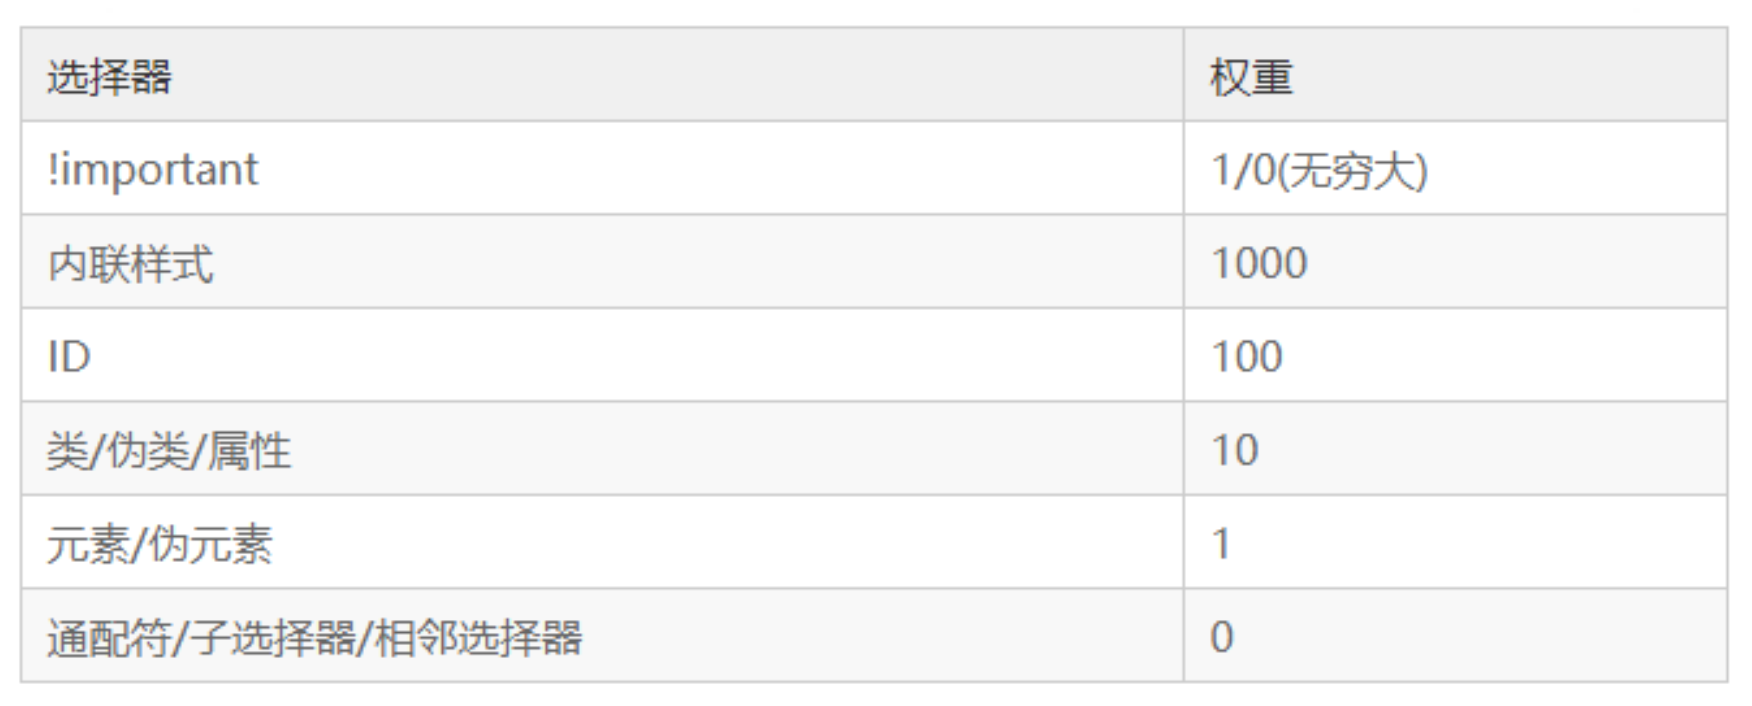 选择器 权重
!important 1/0(无穷大)
内联样式 1000
ID 100
类/伪类/属性 10
元素/伪元素 1
通配符/子选择器/相邻选择器 0